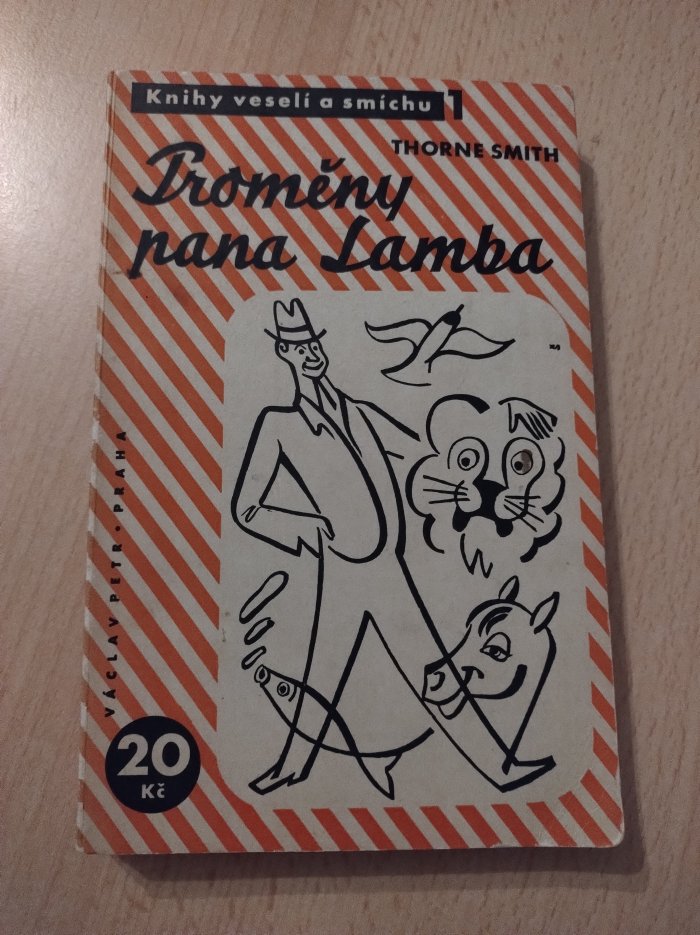 Knihy veselí a smíchu 1
THORNE SMITH
Proměny
pana Lamba
VÁCLAV PETR • PRAHA
20
Kč